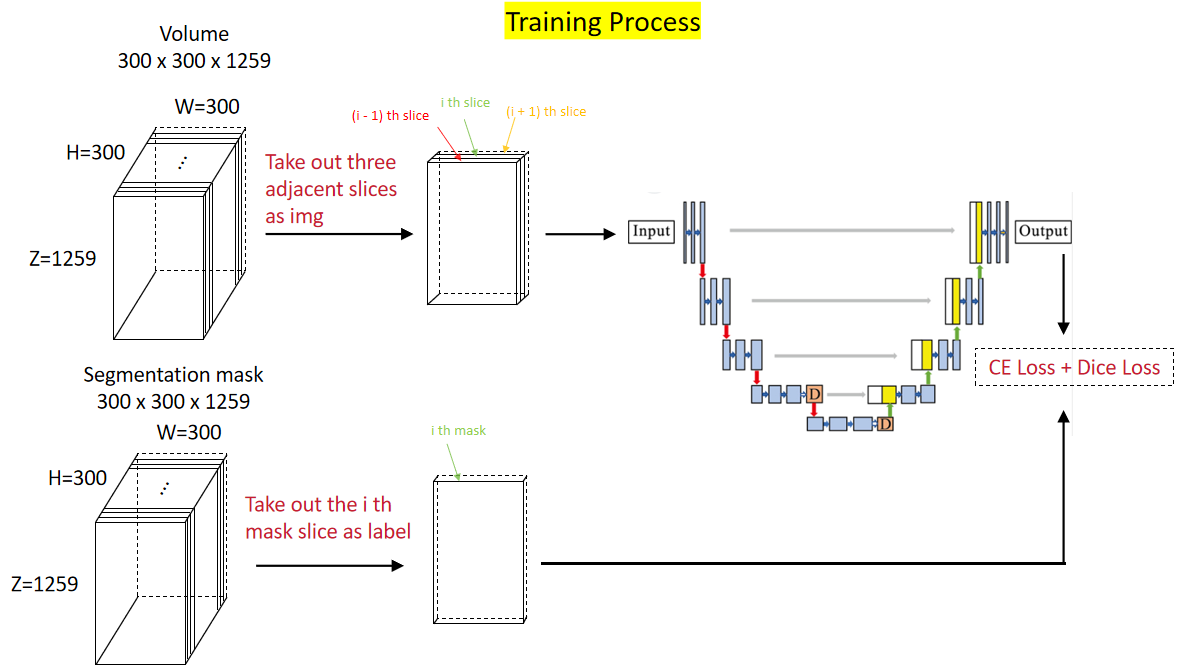 Training Process
Volume
300 x 300 x 1259
W=300
H=300
Z=1259
Take out three
adjacent slices
as img
(i - 1) th slice
i th slice
(i + 1) th slice
Input
Output
D
D
CE Loss + Dice Loss
Segmentation mask
300 x 300 x 1259
W=300
H=300
Z=1259
Take out the i th
mask slice as label
i th mask